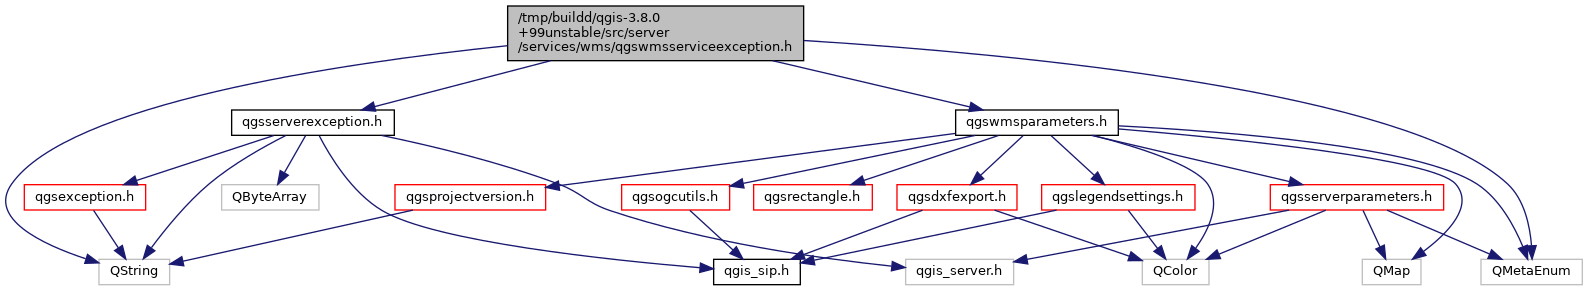 /tmp/buildd/qgis-3.8.0
+99unstable/src/server
/services/wms/qgswmsserviceexception.h
qgsserverexception.h
qgswmsparameters.h
qgsexception.h
QByteArray
qgsprojectversion.h
qgsogcutils.h
qgsrectangle.h
qgsdxfexport.h
qgslegendsettings.h
qgsserverparameters.h
QString
qgis_sip.h
qgis_server.h
QColor
QMap
QMetaEnum